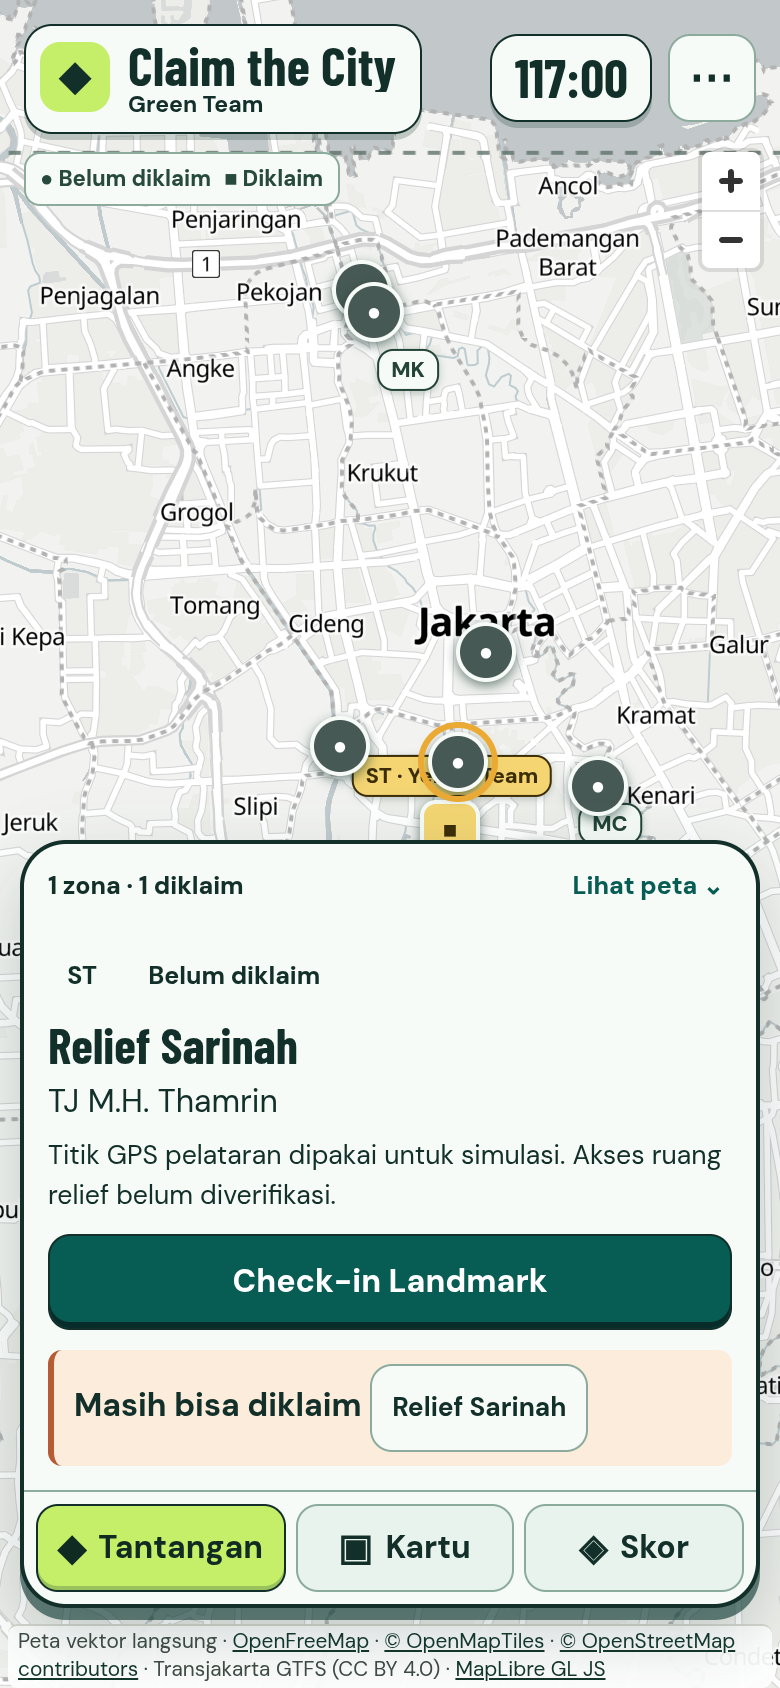 Claim the City
Green Team
117:00
...
● Belum diklaim ■ Diklaim
+
−
Ancol
Penjaringan
Pademangan
Barat
1
Penjagalan
Pekojan
Angke
MK
Krukut
Grogol
Tomang
Cideng
Jakarta
i Kepa
Galur
Kramat
ST · Ye
eam
Kenari
Slipi
Jeruk
MC
1 zona · 1 diklaim
Lihat peta
ST
Belum diklaim
Relief Sarinah
TJ M.H. Thamrin
Titik GPS pelataran dipakai untuk simulasi. Akses ruang
relief belum diverifikasi.
Check-in Landmark
Masih bisa diklaim
Relief Sarinah
Tantangan
Kartu
Skor
Peta vektor langsung · OpenFreeMap · © OpenMapTiles · © OpenStreetMap
contributors · Transjakarta GTFS (CC BY 4.0) · MapLibre GL JS